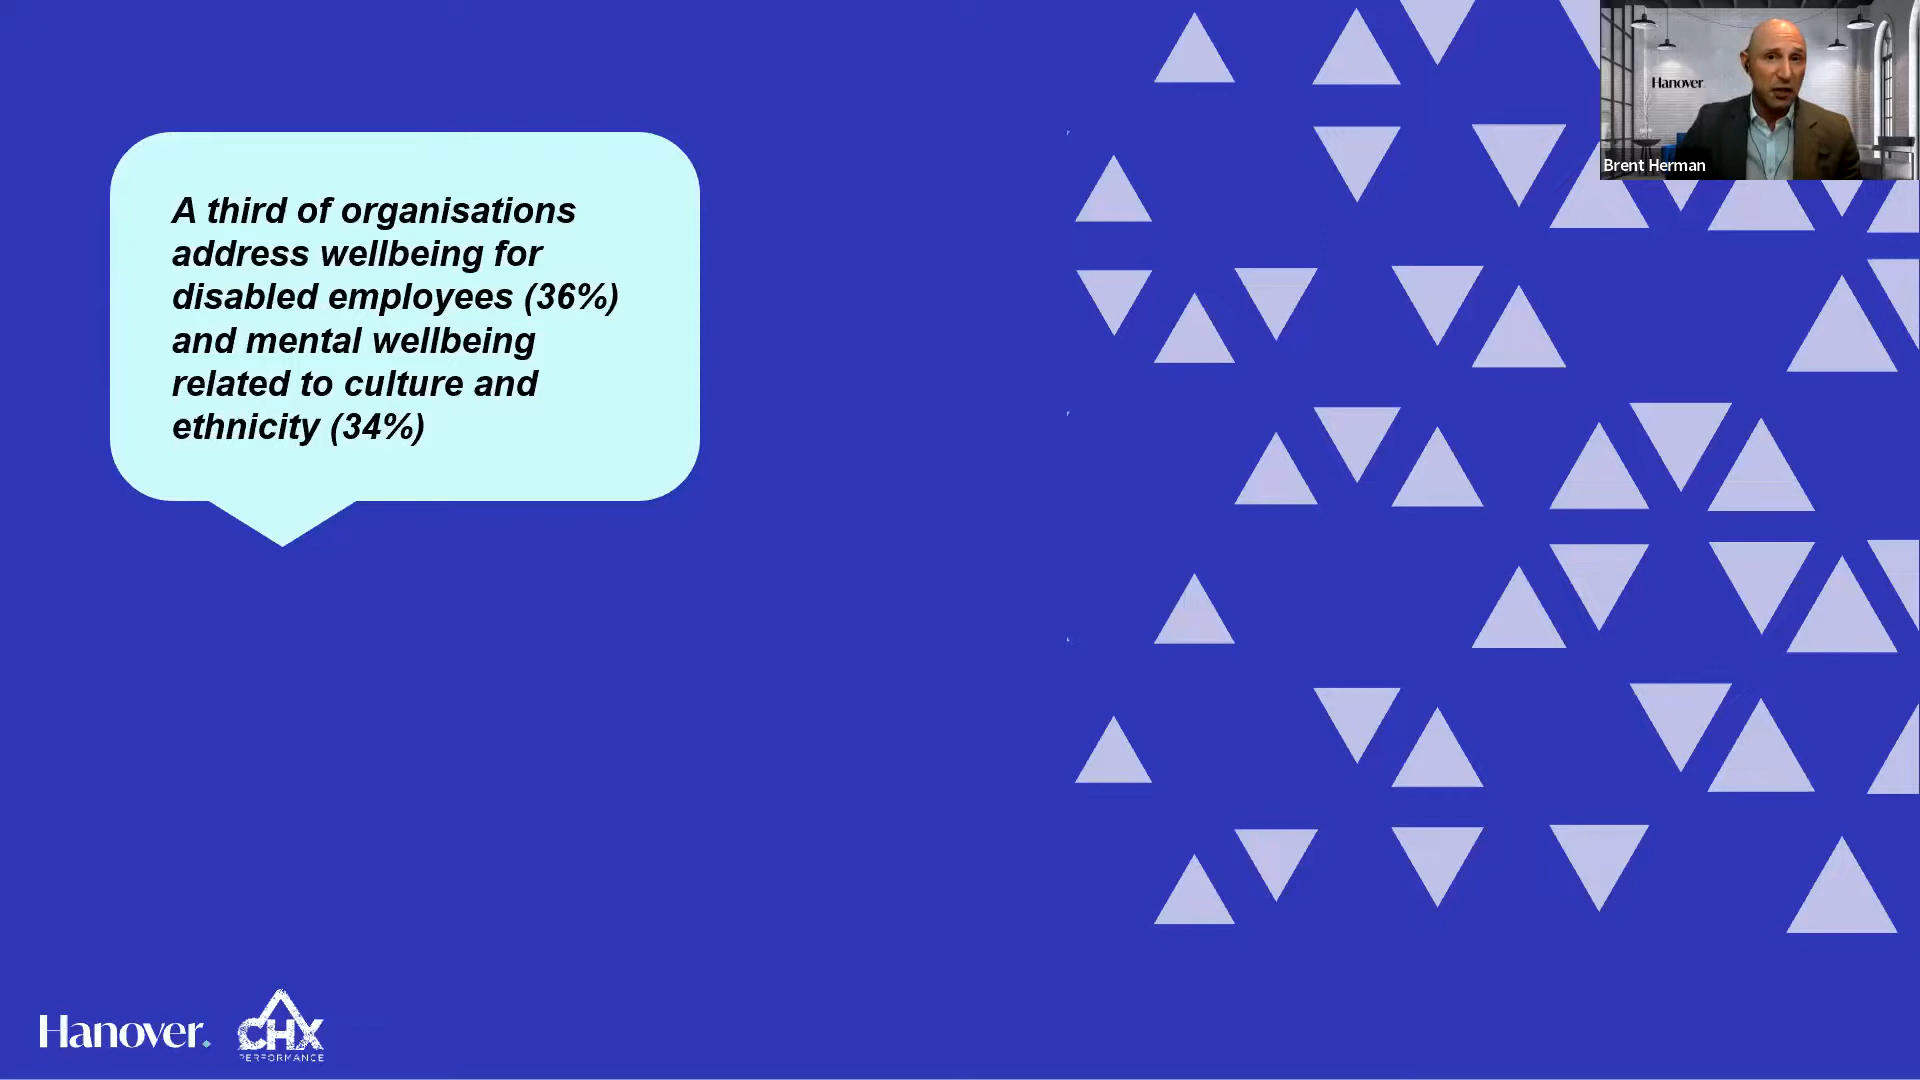 A third of organisations
address wellbeing for
disabled employees (36%)
and mental wellbeing
related to culture and
ethnicity (34%)
Hanover
Brent Herman
Hanover.
CHX
PERFORMANCE